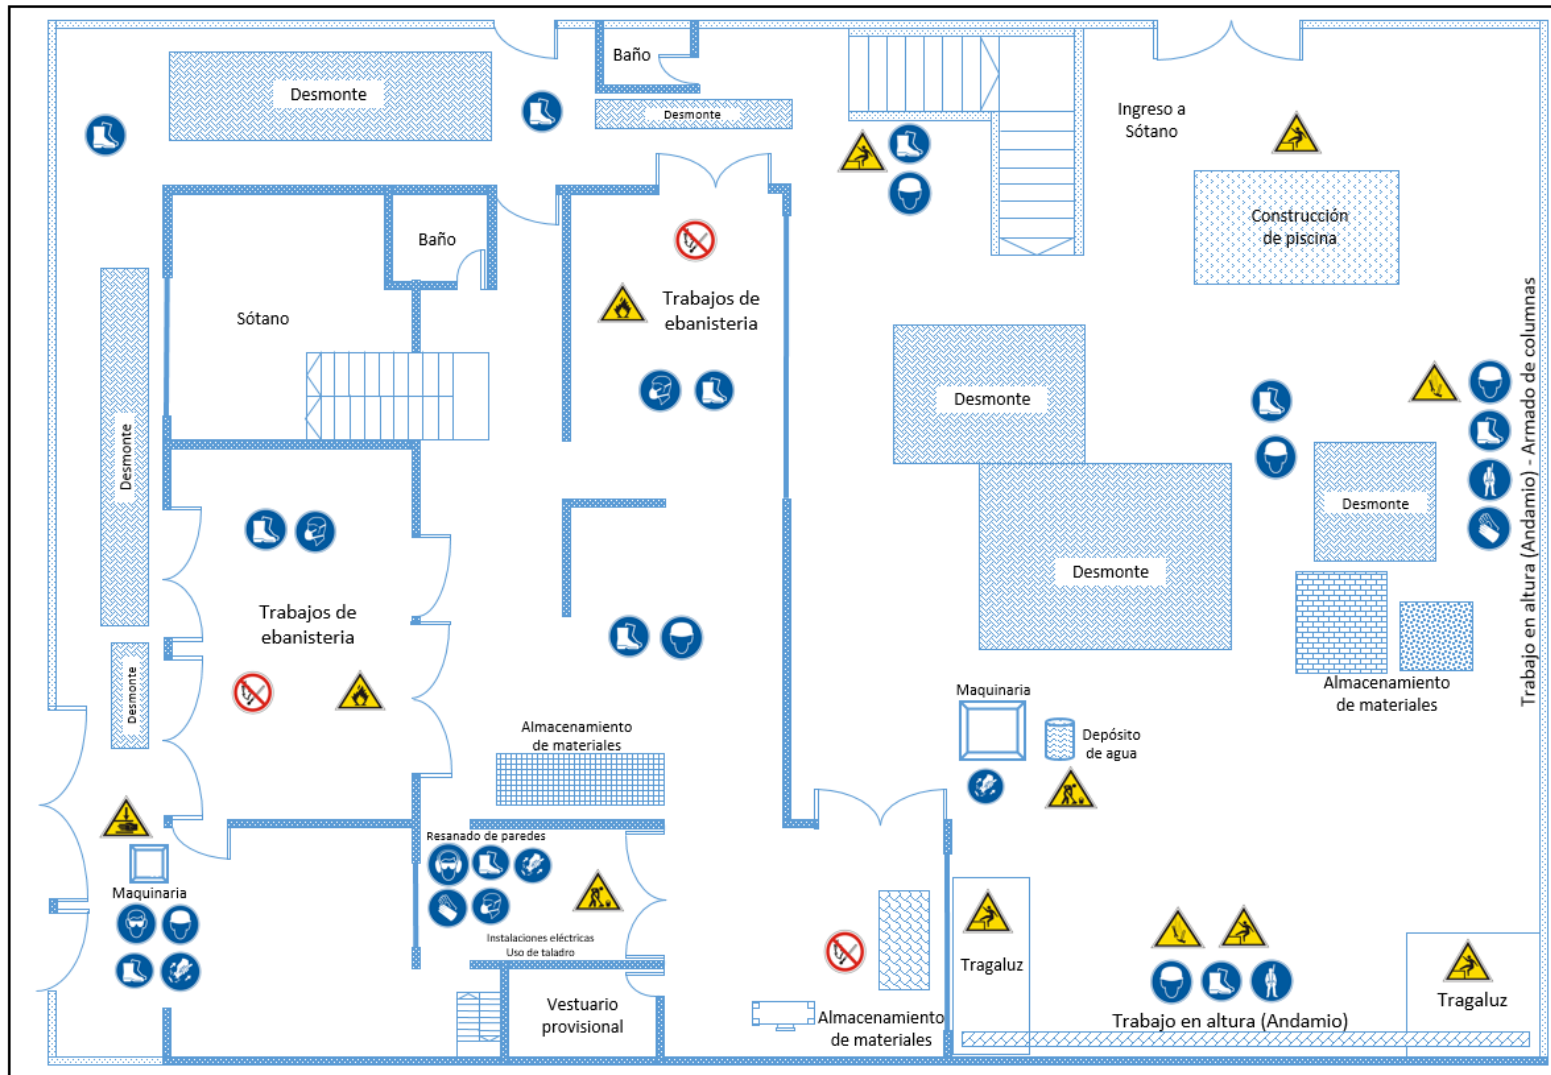 Baño
Desmonte
Desmonte
Ingreso a
Sótano
Construcción
de piscina
Baño
Sótano
Trabajos de
ebanisteria
Desmonte
Desmonte
Desmonte
Desmonte
Trabajo en altura (Andamio) - Armado de columnas
Desmonte
Trabajos de
ebanisteria
Desmonte
Almacenamiento
de materiales
Almacenamiento
de materiales
Maquinaria
Depósito
de agua
Resanado de paredes
Maquinaria
Instalaciones eléctricas
Uso de taladro
Tragaluz
Vestuario
provisional
Almacenamiento
de materiales
Trabajo en altura (Andamio)
Tragaluz